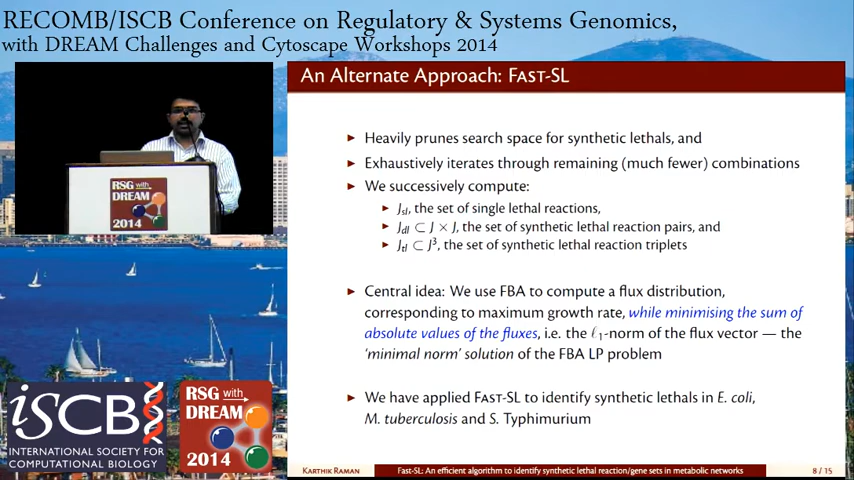 RECOMB/ISCB Conference on Regulatory & Systems Genomics,
with DREAM Challenges and Cytoscape Workshops 2014
An Alternate Approach: FAST-SL
Heavily prunes search space for synthetic lethals, and
Exhaustively iterates through remaining (much fewer) combinations
We successively compute:
Jsl, the set of single lethal reactions,
Jdl ⊂ J × J, the set of synthetic lethal reaction pairs, and
Jtl ⊂ J³, the set of synthetic lethal reaction triplets
Central idea: We use FBA to compute a flux distribution,
corresponding to maximum growth rate, while minimising the sum of
absolute values of the fluxes, i.e. the ℓ1-norm of the flux vector — the
'minimal norm' solution of the FBA LP problem
We have applied FAST-SL to identify synthetic lethals in E. coli,
M. tuberculosis and S. Typhimurium
KARTHIK RAMAN
Fast-SL: An efficient algorithm to identify synthetic lethal reaction/gene sets in metabolic networks
8 / 15
RSG with
DREAM
2014
iSCB
INTERNATIONAL SOCIETY FOR
COMPUTATIONAL BIOLOGY
RSG with
DREAM
2014